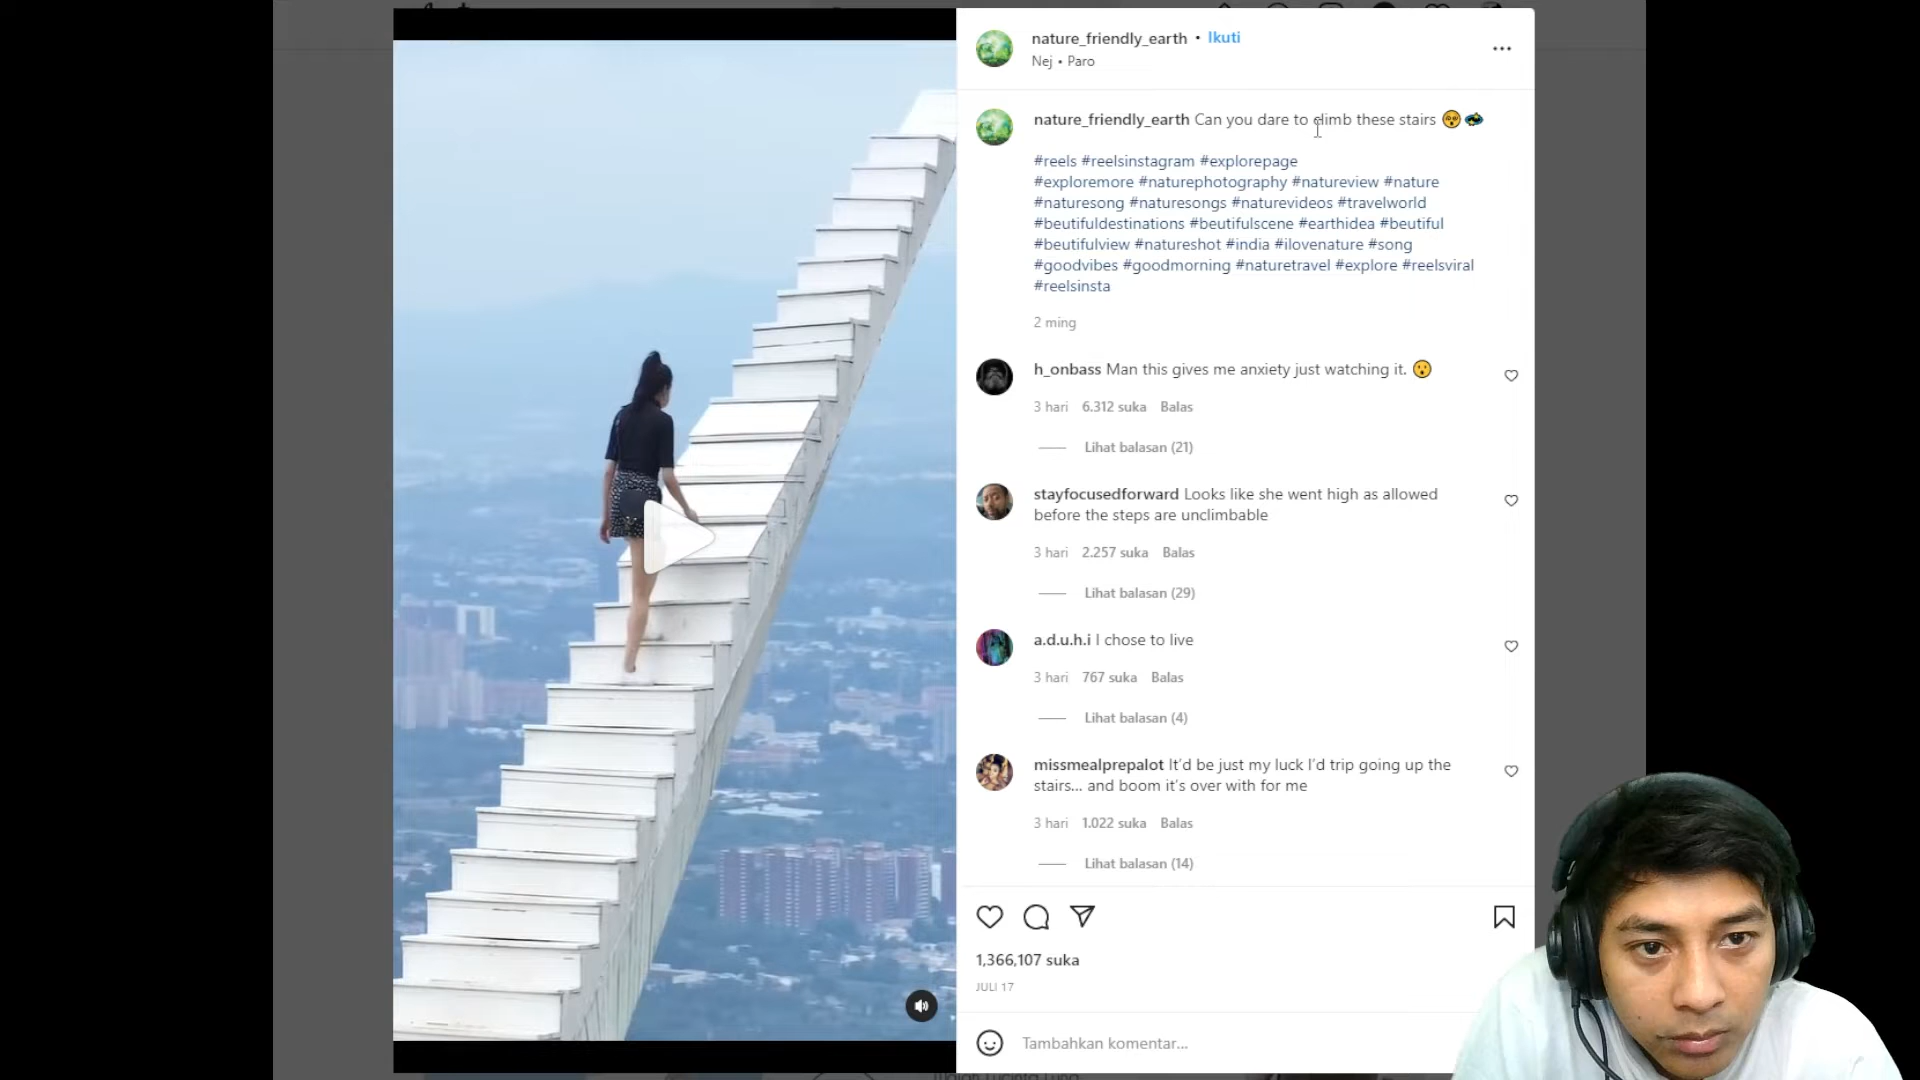 nature_friendly_earth • Ikuti
Nej • Paro
nature_friendly_earth Can you dare to climb these stairs
#reels #reelsinstagram #explorepage
#exploremore #naturephotography #natureview #nature
#naturesong #naturesongs #naturevideos #travelworld
#beutifuldestinations #beutifulscene #earthidea #beutiful
#beutifulview #natureshot #india #ilovenature #song
#goodvibes #goodmorning #naturetravel #explore #reelsviral
#reelsinsta
2 ming
h_onbass Man this gives me anxiety just watching it. 😯
3 hari 6.312 suka Balas
Lihat balasan (21)
stayfocusedforward Looks like she went high as allowed
before the steps are unclimbable
3 hari 2.257 suka Balas
Lihat balasan (29)
a.d.u.h.i I chose to live
3 hari 767 suka Balas
Lihat balasan (4)
missmealprepalot It'd be just my luck I'd trip going up the
stairs... and boom it's over with for me
3 hari 1.022 suka Balas
Lihat balasan (14)
1,366,107 suka
JULI 17
Tambahkan komentar...